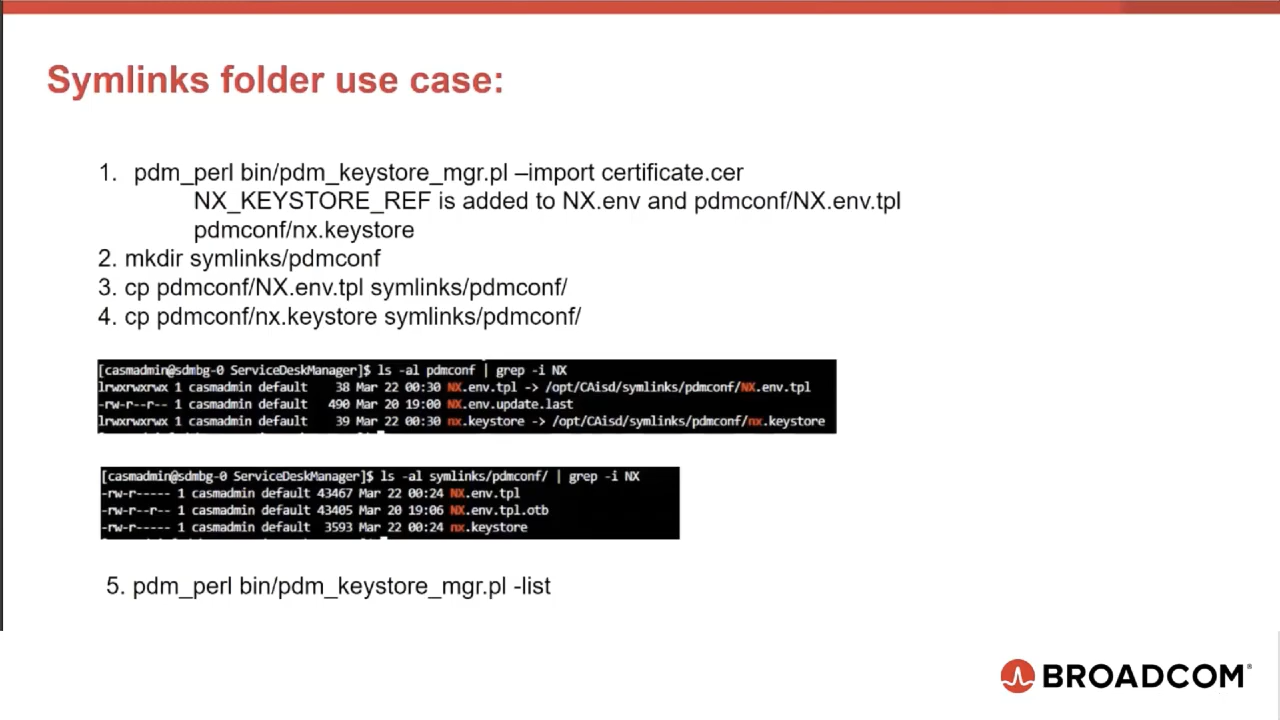 Symlinks folder use case:
1. pdm_perl bin/pdm_keystore_mgr.pl –import certificate.cer
NX_KEYSTORE_REF is added to NX.env and pdmconf/NX.env.tpl
pdmconf/nx.keystore
2. mkdir symlinks/pdmconf
3. cp pdmconf/NX.env.tpl symlinks/pdmconf/
4. cp pdmconf/nx.keystore symlinks/pdmconf/
[casmadmin@sdmbg-0 ServiceDeskManager]$ ls -al pdmconf | grep -i NX
lrwxrwxrwx 1 casmadmin default 38 Mar 22 00:30 NX.env.tpl -> /opt/CAisd/symlinks/pdmconf/NX.env.tpl
-rw-r--r-- 1 casmadmin default 490 Mar 20 19:00 NX.env.update.last
lrwxrwxrwx 1 casmadmin default 39 Mar 22 00:30 nx.keystore -> /opt/CAisd/symlinks/pdmconf/nx.keystore
[casmadmin@sdmbg-0 ServiceDeskManager]$ ls -al symlinks/pdmconf/ | grep -i NX
-rw-r----- 1 casmadmin default 43467 Mar 22 00:24 NX.env.tpl
-rw-r--r-- 1 casmadmin default 43405 Mar 20 19:06 NX.env.tpl.otb
-rw-r----- 1 casmadmin default 3593 Mar 22 00:24 nx.keystore
5. pdm_perl bin/pdm_keystore_mgr.pl -list
BROADCOM®